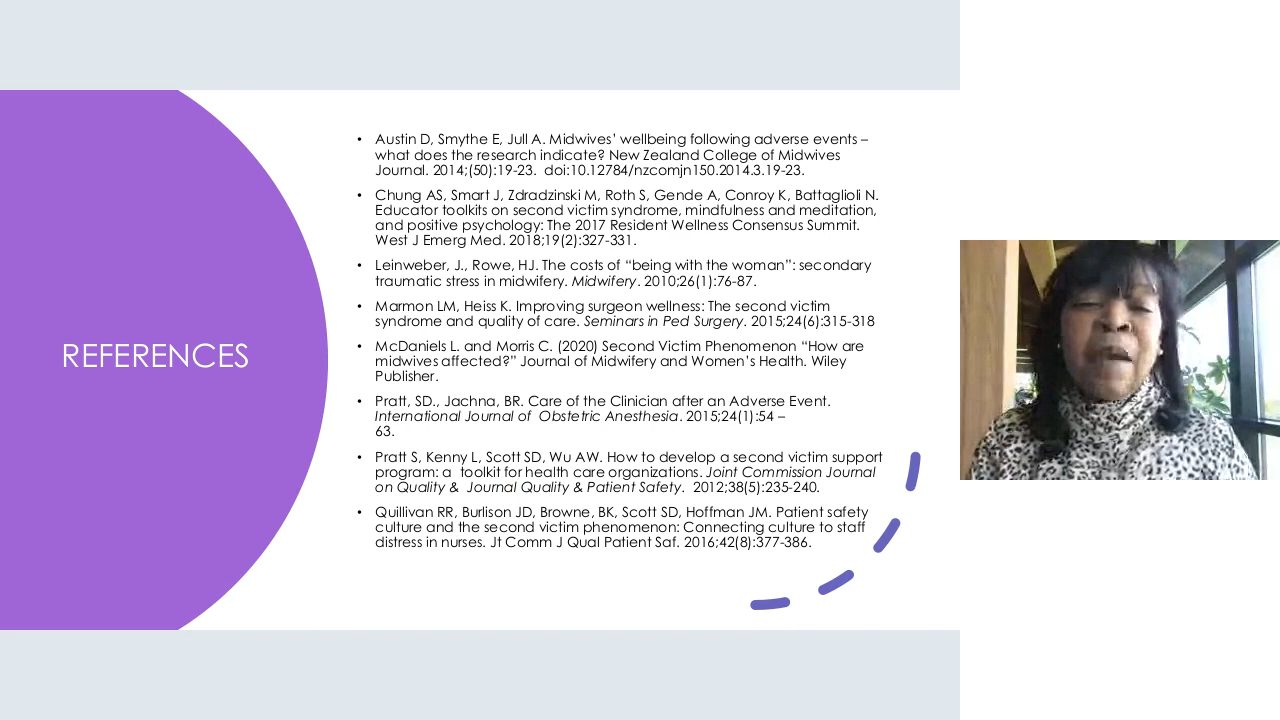 REFERENCES
• Austin D, Smythe E, Jull A. Midwives’ wellbeing following adverse events –
what does the research indicate? New Zealand College of Midwives
Journal. 2014;(50):19-23.  doi:10.12784/nzcomjn150.2014.3.19-23.
• Chung AS, Smart J, Zdradzinski M, Roth S, Gende A, Conroy K, Battaglioli N.
Educator toolkits on second victim syndrome, mindfulness and meditation,
and positive psychology: The 2017 Resident Wellness Consensus Summit.
West J Emerg Med. 2018;19(2):327-331.
• Leinweber, J., Rowe, HJ. The costs of “being with the woman”: secondary
traumatic stress in midwifery. Midwifery. 2010;26(1):76-87.
• Marmon LM, Heiss K. Improving surgeon wellness: The second victim
syndrome and quality of care. Seminars in Ped Surgery. 2015;24(6):315-318
• McDaniels L. and Morris C. (2020) Second Victim Phenomenon “How are
midwives affected?” Journal of Midwifery and Women’s Health. Wiley
Publisher.
• Pratt, SD., Jachna, BR. Care of the Clinician after an Adverse Event.
International Journal of  Obstetric Anesthesia. 2015;24(1):54 –
63.
• Pratt S, Kenny L, Scott SD, Wu AW. How to develop a second victim support
program: a  toolkit for health care organizations. Joint Commission Journal
on Quality &  Journal Quality & Patient Safety.  2012;38(5):235-240.
• Quillivan RR, Burlison JD, Browne, BK, Scott SD, Hoffman JM. Patient safety
culture and the second victim phenomenon: Connecting culture to staff
distress in nurses. Jt Comm J Qual Patient Saf. 2016;42(8):377-386.